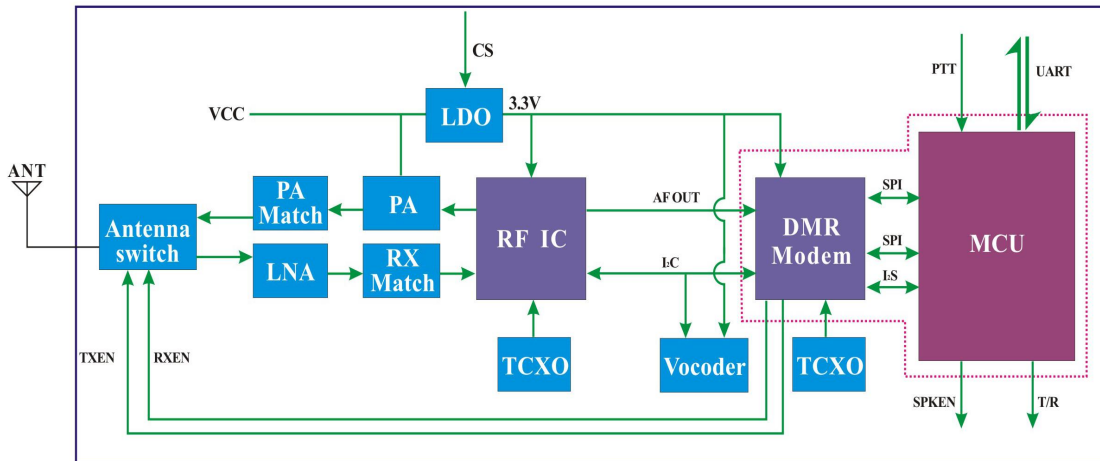 CS
PTT
UART
VCC
LDO
3.3V
ANT
PA
Match
PA
RF IC
AF OUT
DMR
Modem
SPI
MCU
Antenna
switch
SPI
LNA
RX
Match
I2C
I2S
TXEN
RXEN
TCXO
Vocoder
TCXO
SPKEN
T/R